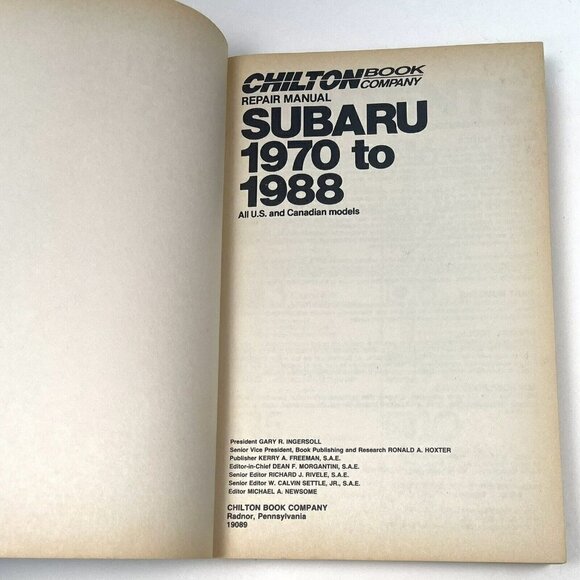 CHILTON BOOK COMPANY
REPAIR MANUAL
SUBARU
1970 to
1988
All U.S. and Canadian models
President GARY R. INGERSOLL
Senior Vice President, Book Publishing and Research RONALD A. HOXTER
Publisher KERRY A. FREEMAN, S.A.E.
Editor-in-Chief DEAN F. MORGANTINI, S.A.E.
Senior Editor RICHARD J. RIVELE, S.A.E.
Senior Editor W. CALVIN SETTLE, JR., S.A.E.
Editor MICHAEL A. NEWSOME
CHILTON BOOK COMPANY
Radnor, Pennsylvania
19089